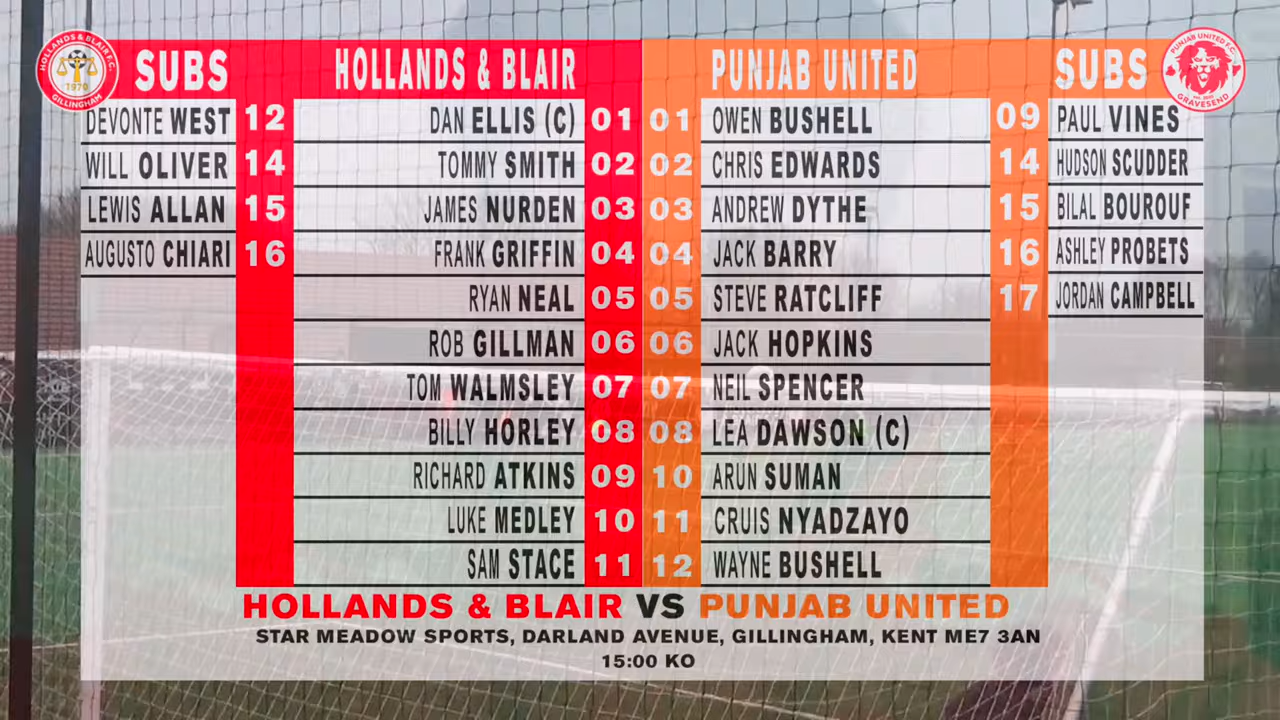 HOLLANDS & BLAIR F.C.
1970
GILLINGHAM
SUBS
HOLLANDS & BLAIR
PUNJAB UNITED
SUBS
PUNJAB UNITED F.C.
GRAVESEND
DEVONTE WEST 12 DAN ELLIS (C) 01 01 OWEN BUSHELL 09 PAUL VINES
WILL OLIVER 14 TOMMY SMITH 02 02 CHRIS EDWARDS 14 HUDSON SCUDDER
LEWIS ALLAN 15 JAMES NURDEN 03 03 ANDREW DYTHE 15 BILAL BOUROUF
AUGUSTO CHIARI 16 FRANK GRIFFIN 04 04 JACK BARRY 16 ASHLEY PROBETS
RYAN NEAL 05 05 STEVE RATCLIFF 17 JORDAN CAMPBELL
ROB GILLMAN 06 06 JACK HOPKINS
TOM WALMSLEY 07 07 NEIL SPENCER
BILLY HORLEY 08 08 LEA DAWSON (C)
RICHARD ATKINS 09 10 ARUN SUMAN
LUKE MEDLEY 10 11 CRUIS NYADZAYO
SAM STACE 11 12 WAYNE BUSHELL
HOLLANDS & BLAIR VS PUNJAB UNITED
STAR MEADOW SPORTS, DARLAND AVENUE, GILLINGHAM, KENT ME7 3AN
15:00 KO